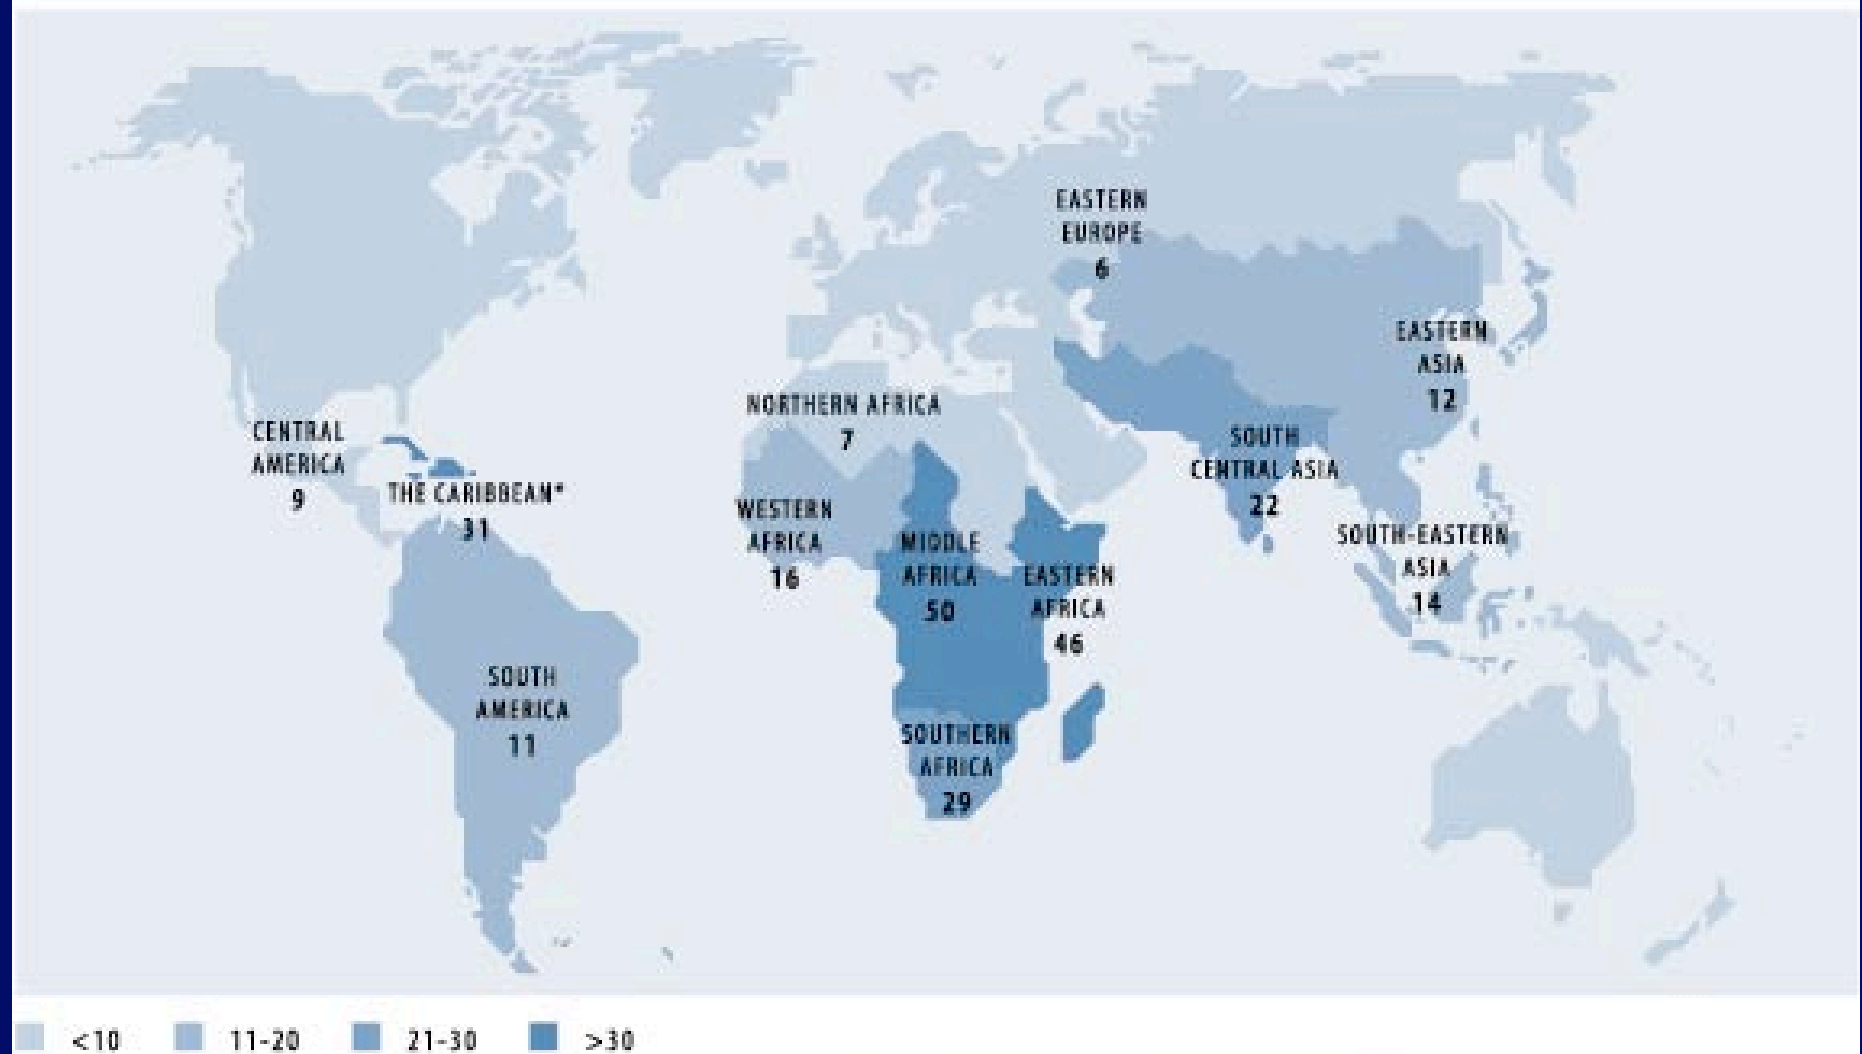 EASTERN
EUROPE
6
EASTERN
ASIA
12
NORTHERN AFRICA
7
CENTRAL
AMERICA
9
THE CARIBBEAN*
31
SOUTH
CENTRAL ASIA
22
WESTERN
AFRICA
16
MIDDLE
AFRICA
50
EASTERN
AFRICA
46
SOUTH-EASTERN
ASIA
14
SOUTH
AMERICA
11
SOUTHERN
AFRICA
29
<10 11-20 21-30 >30